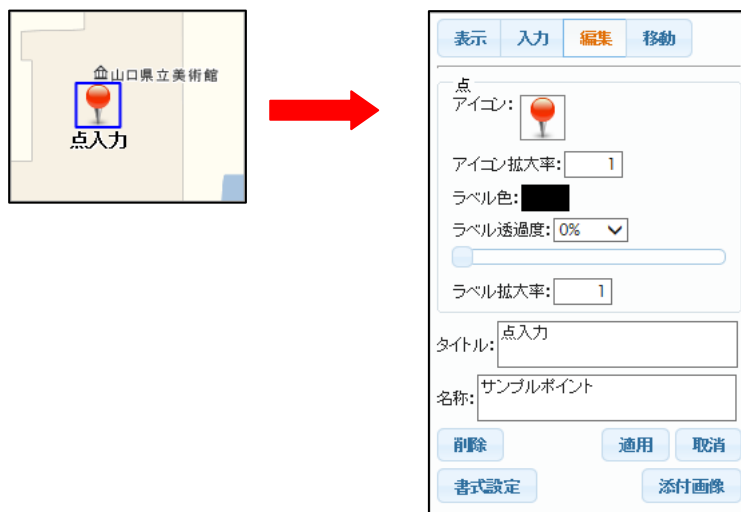 山口県立美術館
点入力
表示 入力 編集 移動
点
アイコン:
アイコン拡大率: 1
ラベル色:
ラベル透過度: 0%
ラベル拡大率: 1
タイトル: 点入力
名称: サンプルポイント
削除 適用 取消
書式設定 添付画像